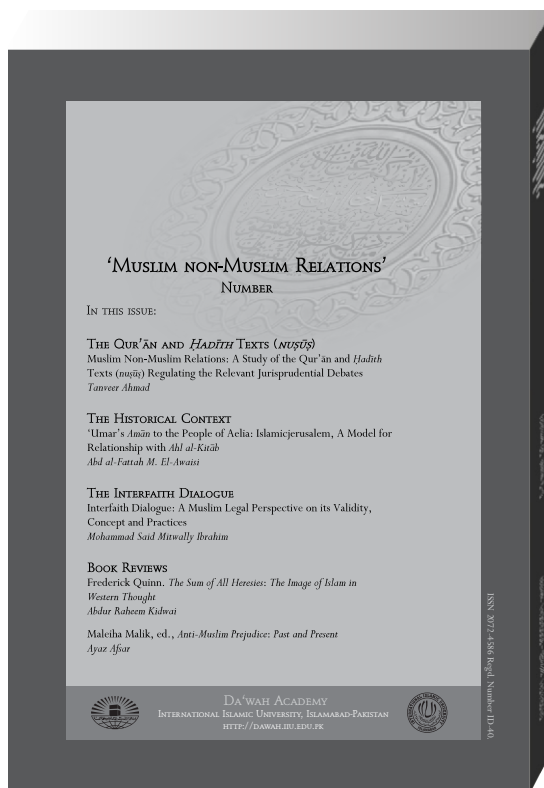 ‘Muslim non-Muslim Relations’
Number
In this issue:
The Qur’ān and Ḥadīth Texts (nuṣūṣ)
Muslim Non-Muslim Relations: A Study of the Qur’ān and Ḥadīth
Texts (nuṣūṣ) Regulating the Relevant Jurisprudential Debates
Tanveer Ahmad
The Historical Context
‘Umar’s Amān to the People of Aelia: Islamicjerusalem, A Model for
Relationship with Ahl al-Kitāb
Abd al-Fattah M. El-Awaisi
The Interfaith Dialogue
Interfaith Dialogue: A Muslim Legal Perspective on its Validity,
Concept and Practices
Mohammad Said Mitwally Ibrahim
Book Reviews
Frederick Quinn. The Sum of All Heresies: The Image of Islam in
Western Thought
Abdur Raheem Kidwai
Maleiha Malik, ed., Anti-Muslim Prejudice: Past and Present
Ayaz Afsar
Da‘wah Academy
International Islamic University, Islamabad-Pakistan
http://dawah.iiu.edu.pk
ISSN 2072-4586 Regd. Number ID-40.